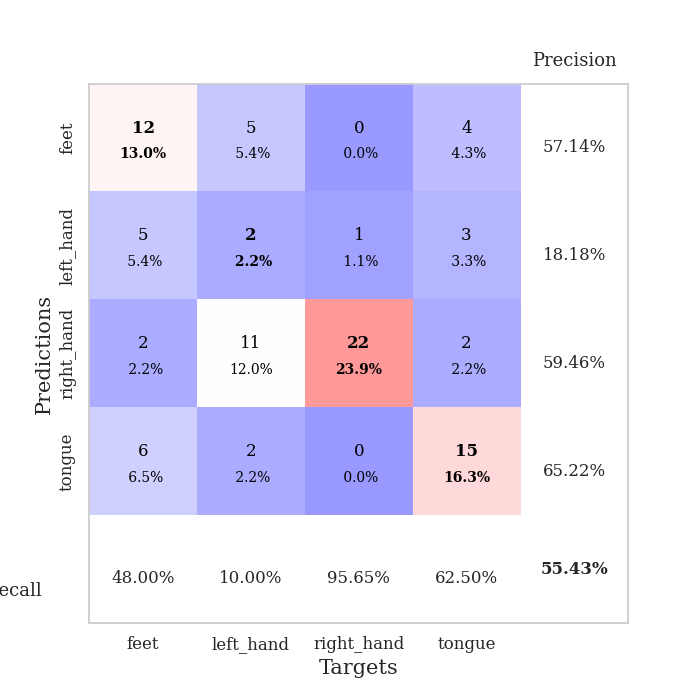 Precision
feet
12 5 0 4
13.0% 5.4% 0.0% 4.3%
57.14%
left_hand
5 2 1 3
5.4% 2.2% 1.1% 3.3%
18.18%
Predictions
right_hand
2 11 22 2
2.2% 12.0% 23.9% 2.2%
59.46%
tongue
6 2 0 15
6.5% 2.2% 0.0% 16.3%
65.22%
ecall
48.00% 10.00% 95.65% 62.50% 55.43%
feet left_hand right_hand tongue
Targets